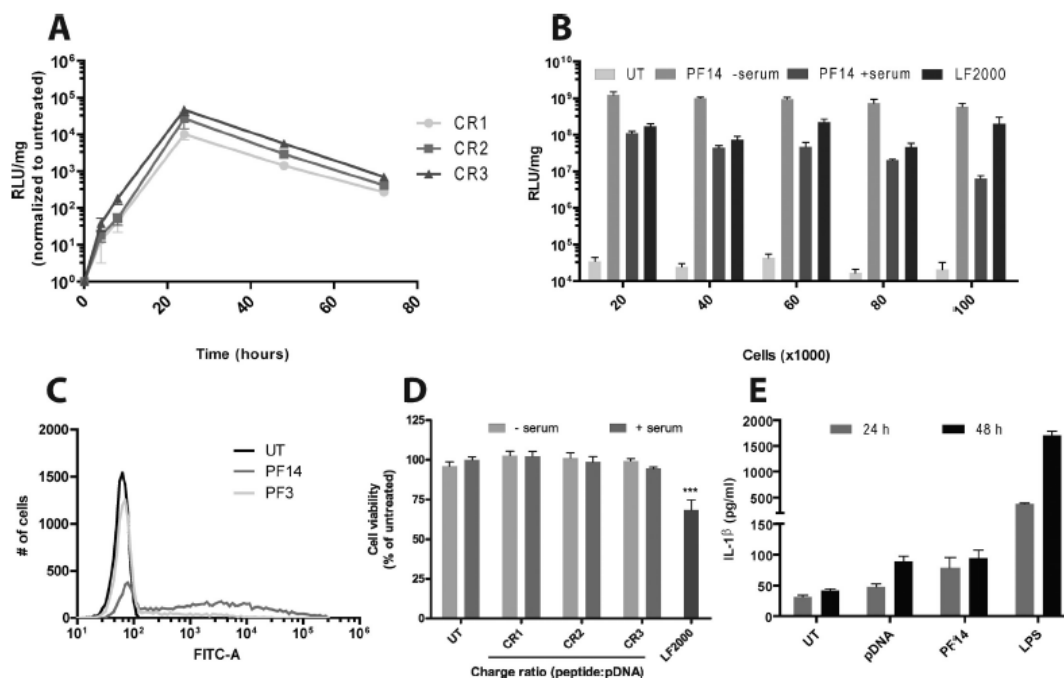 A
RLU/mg
(normalized to untreated)
10^6
10^5
10^4
10^3
10^2
10^1
10^0
0
20
40
60
80
Time (hours)
CR1
CR2
CR3
B
RLU/mg
10^10
10^9
10^8
10^7
10^6
10^5
10^4
UT PF14 -serum PF14 +serum LF2000
20
40
60
80
100
Cells (x1000)
C
# of cells
2000
1500
1000
500
0
UT
PF14
PF3
10^1 10^2 10^3 10^4 10^5 10^6
FITC-A
D
Cell viability
(% of untreated)
125
100
75
50
25
0
- serum + serum
***
UT
CR1
CR2
CR3
LF2000
Charge ratio (peptide:pDNA)
E
IL-1β (pg/ml)
2000
1750
1500
1250
1000
750
500
150
100
50
0
24 h 48 h
UT
pDNA
PF14
LPS